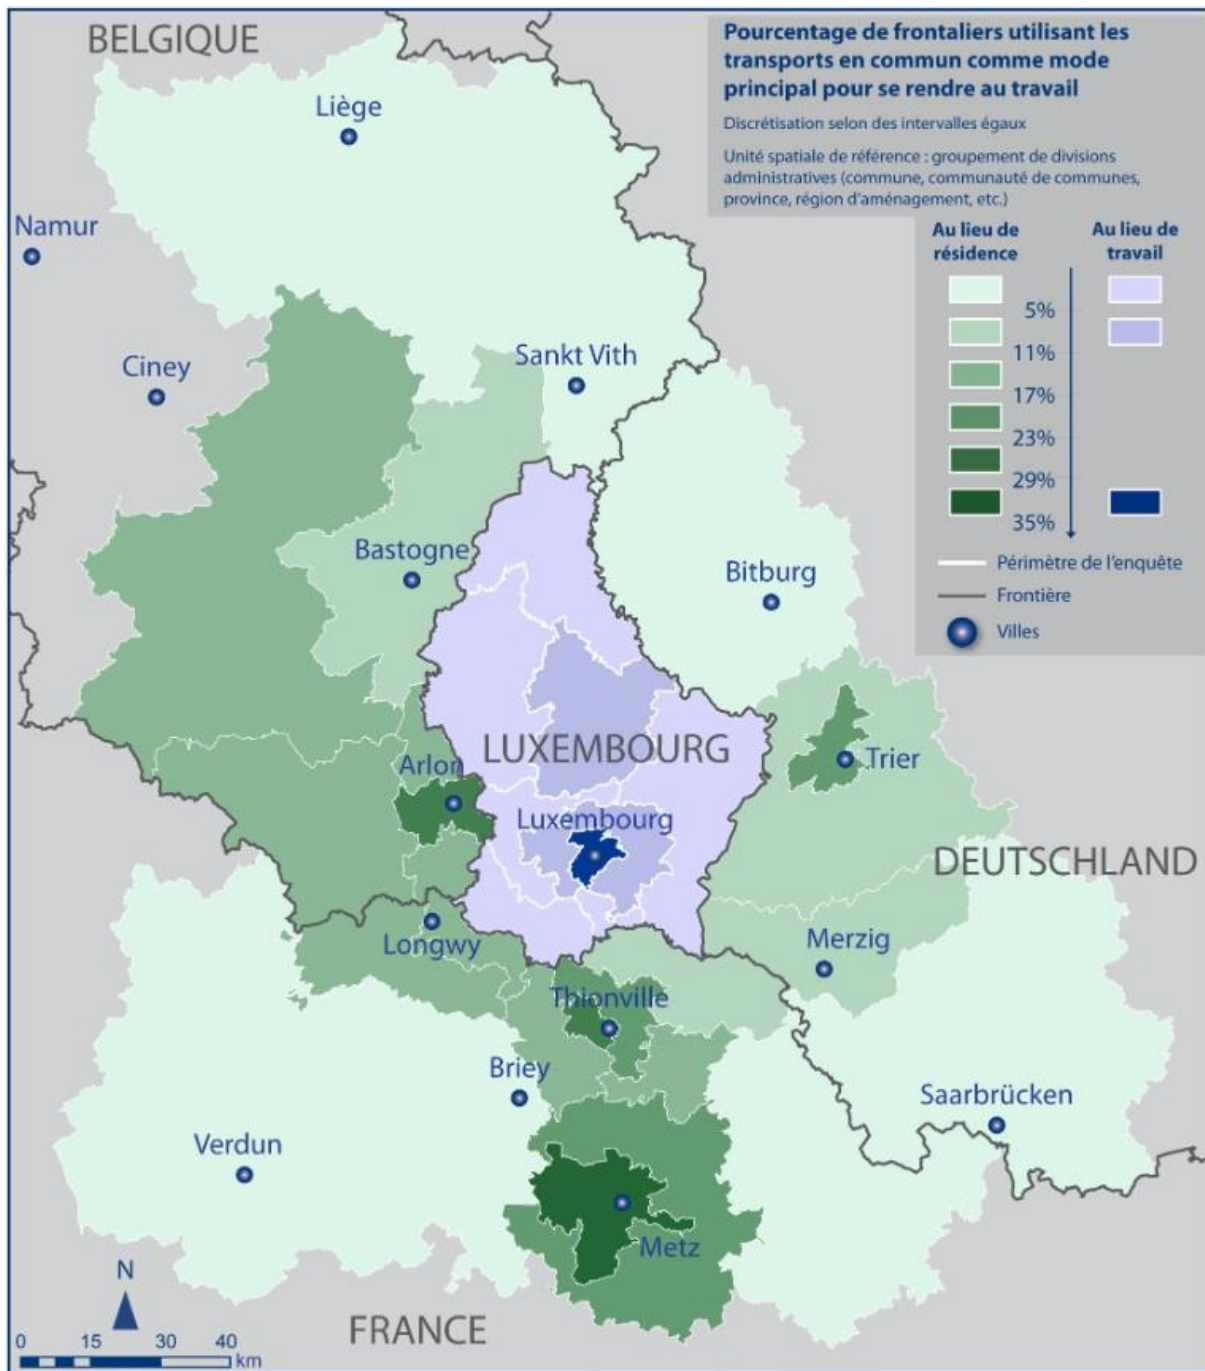 BELGIQUE
Pourcentage de frontaliers utilisant les
transports en commun comme mode
principal pour se rendre au travail
Discrétisation selon des intervalles égaux
Unité spatiale de référence : groupement de divisions
administratives (commune, communauté de communes,
province, région d'aménagement, etc.)
Au lieu de
résidence
Au lieu de
travail
5%
11%
17%
23%
29%
35%
Périmètre de l'enquête
Frontière
Villes
Liège
Namur
Ciney
Sankt Vith
Bastogne
Bitburg
LUXEMBOURG
Arlon
Trier
Luxembourg
DEUTSCHLAND
Longwy
Merzig
Thionville
Briey
Saarbrücken
Verdun
Metz
N
FRANCE
0 15 30 40
km